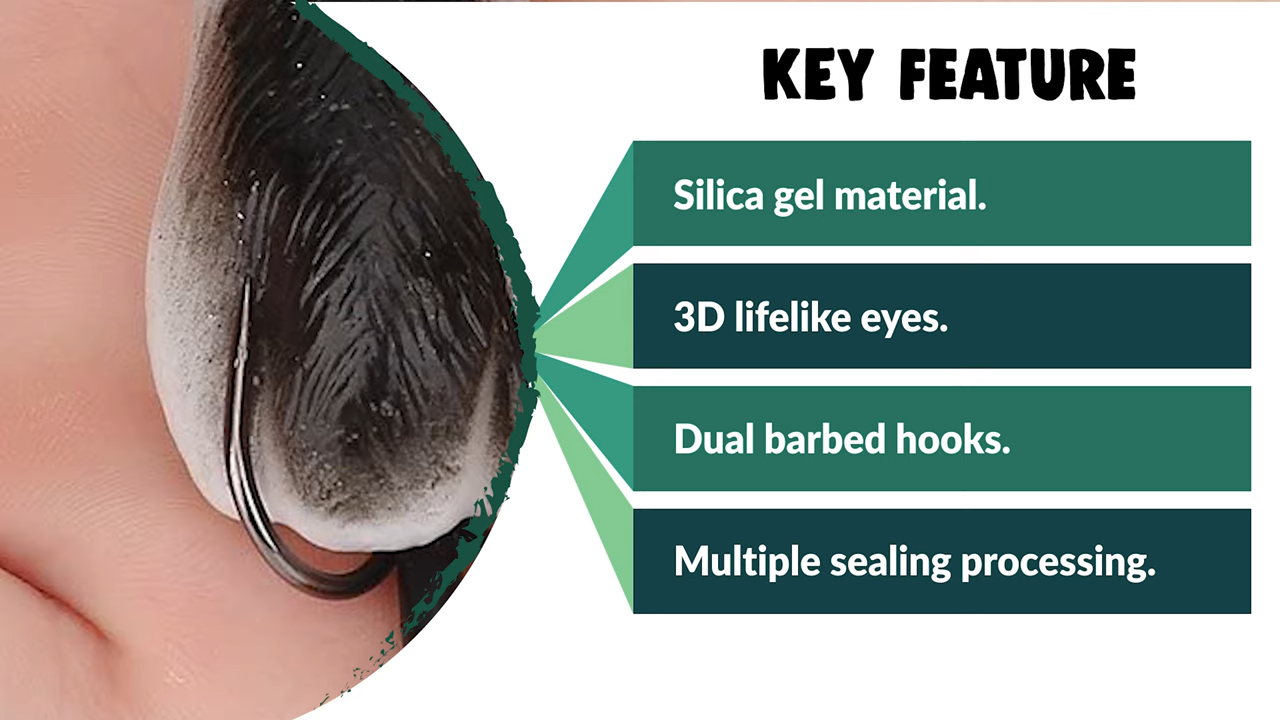 KEY FEATURE
Silica gel material.
3D lifelike eyes.
Dual barbed hooks.
Multiple sealing processing.